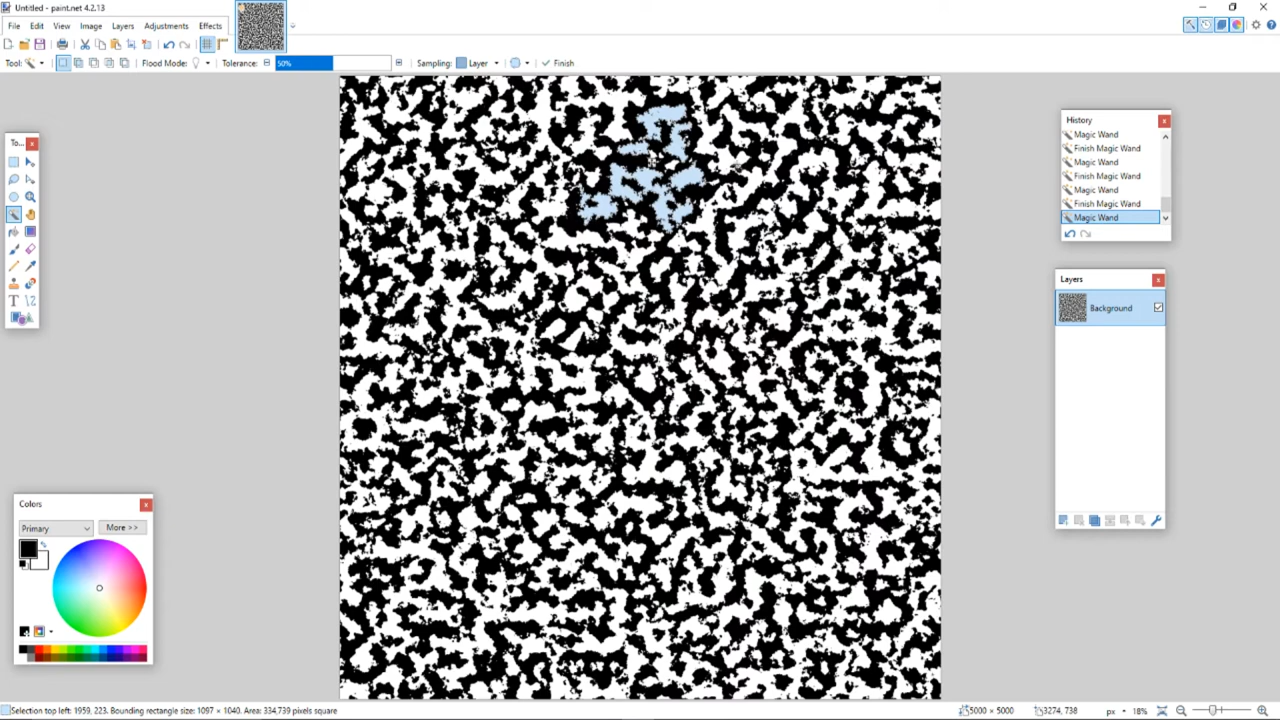 Untitled - paint.net 4.2.13
File Edit View Image Layers Adjustments Effects
Tool: Flood Mode: Tolerance: 50% Sampling: Layer Finish
To...
History
Magic Wand
Finish Magic Wand
Magic Wand
Finish Magic Wand
Magic Wand
Finish Magic Wand
Magic Wand
Layers
Background
Colors
Primary More >>
Selection top left: 1959, 223. Bounding rectangle size: 1097 × 1040. Area: 334,739 pixels square 5000 × 5000 3274, 738 px 18%